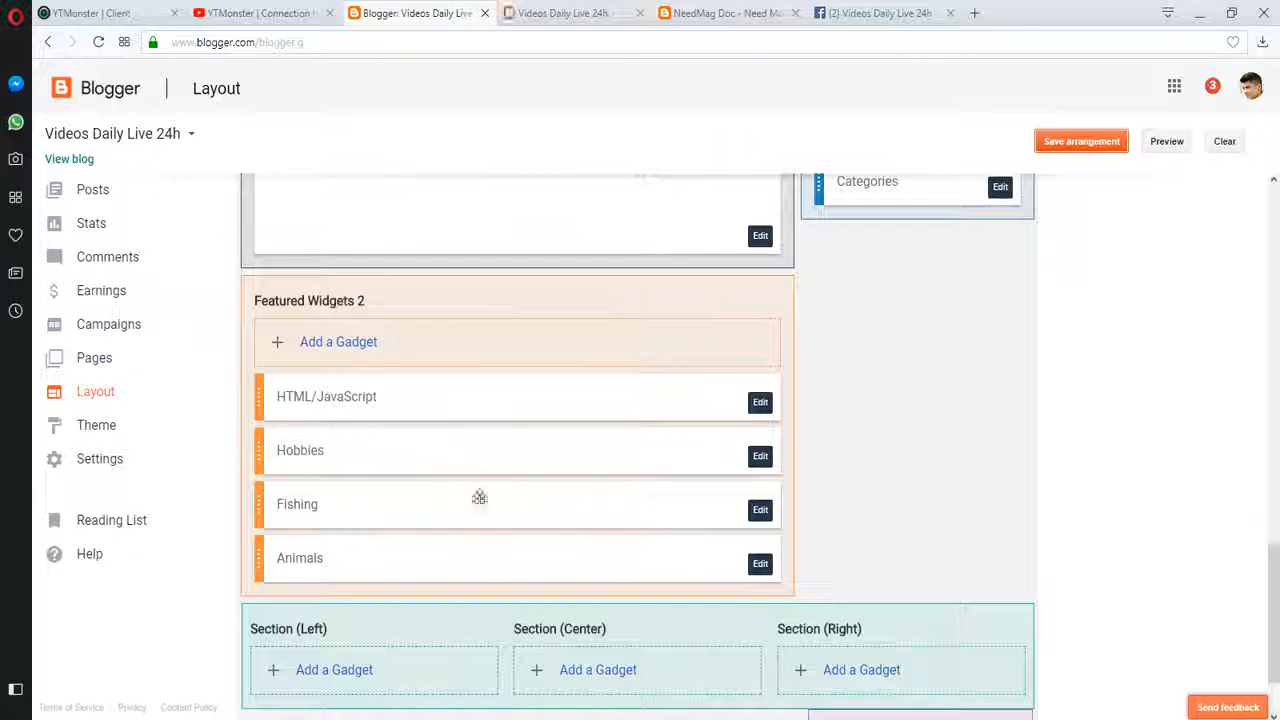 YTMonster | Client
YTMonster | Connection t
Blogger: Videos Daily Live
Videos Daily Live 24h
NeedMag Doc: Need Ma
(2) Videos Daily Live 24h
www.blogger.com/blogger.g
Blogger
Layout
3
Videos Daily Live 24h
View blog
Save arrangement
Preview
Clear
Posts
Stats
Comments
Earnings
Campaigns
Pages
Layout
Theme
Settings
Reading List
Help
Categories
Edit
Edit
Featured Widgets 2
Add a Gadget
HTML/JavaScript
Edit
Hobbies
Edit
Fishing
Edit
Animals
Edit
Section (Left)
Section (Center)
Section (Right)
Add a Gadget
Add a Gadget
Add a Gadget
Terms of Service
Privacy
Content Policy
Send feedback